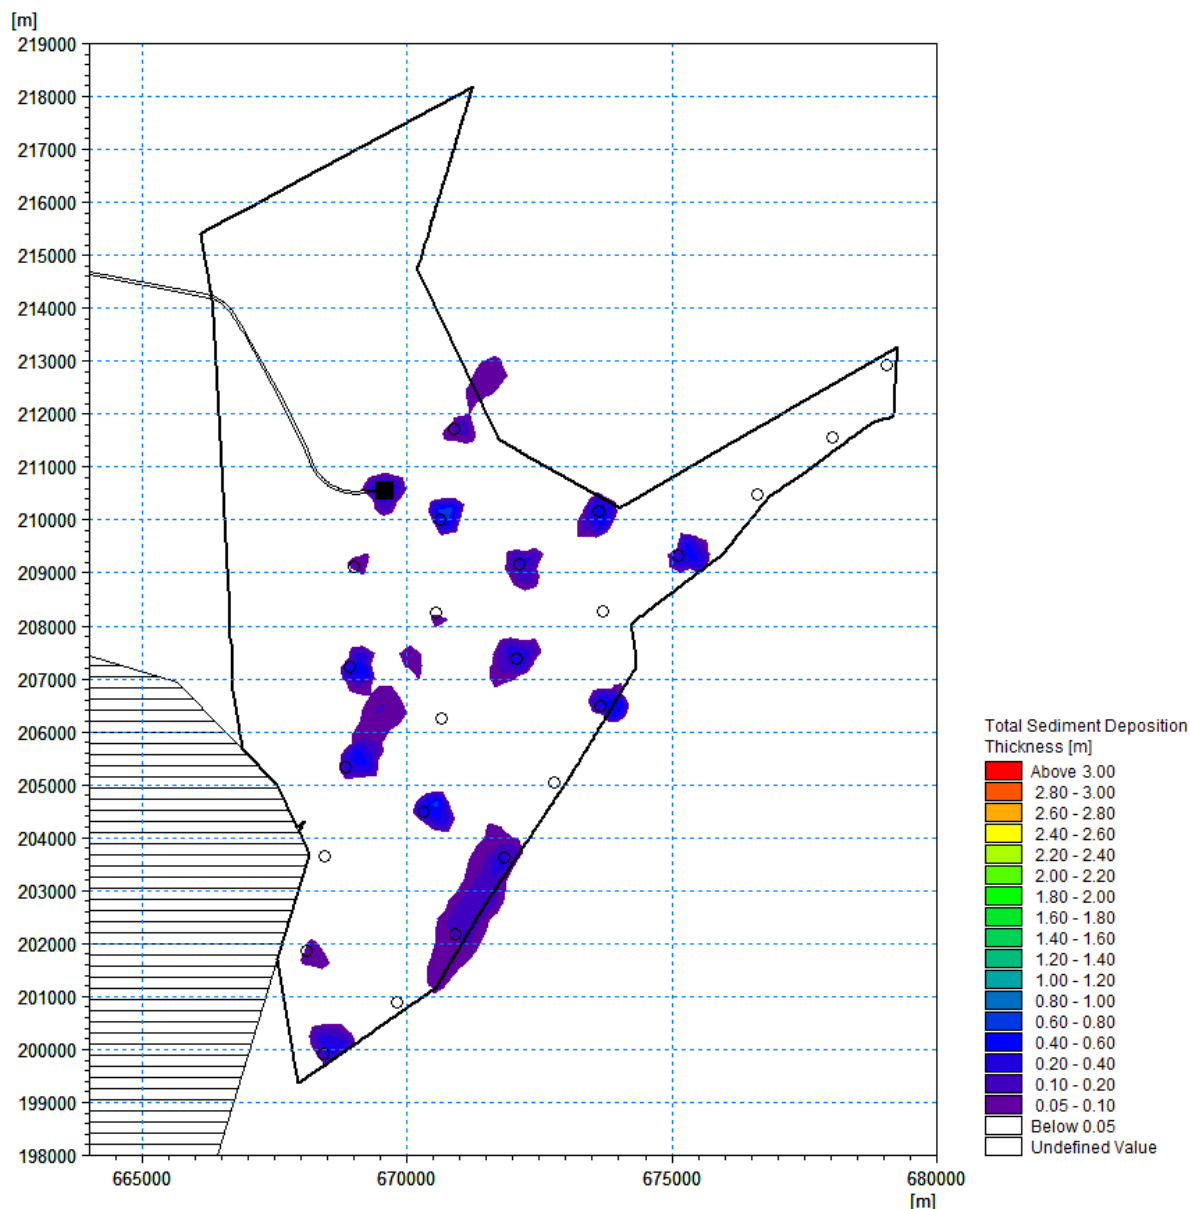 [m]
219000
218000
217000
216000
215000
214000
213000
212000
211000
210000
209000
208000
207000
206000
205000
204000
203000
202000
201000
200000
199000
198000
665000
670000
675000
680000
[m]
Total Sediment Deposition
Thickness [m]
Above 3.00
2.80 - 3.00
2.60 - 2.80
2.40 - 2.60
2.20 - 2.40
2.00 - 2.20
1.80 - 2.00
1.60 - 1.80
1.40 - 1.60
1.20 - 1.40
1.00 - 1.20
0.80 - 1.00
0.60 - 0.80
0.40 - 0.60
0.20 - 0.40
0.10 - 0.20
0.05 - 0.10
Below 0.05
Undefined Value